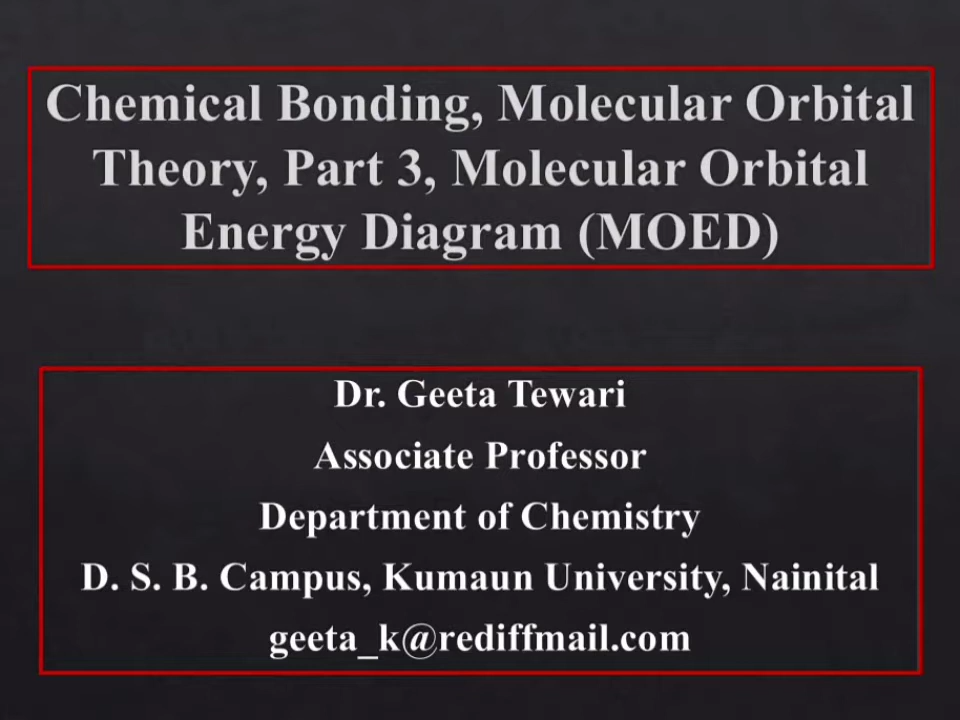 Chemical Bonding, Molecular Orbital
Theory, Part 3, Molecular Orbital
Energy Diagram (MOED)
Dr. Geeta Tewari
Associate Professor
Department of Chemistry
D. S. B. Campus, Kumaun University, Nainital
geeta_k@rediffmail.com